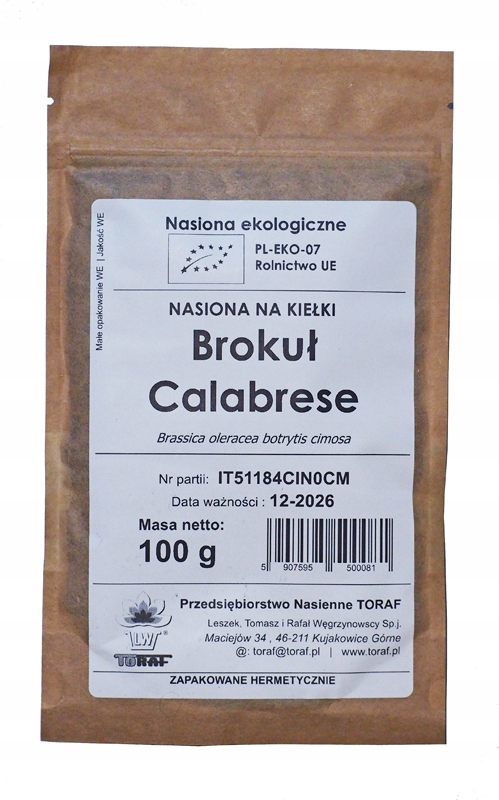 Małe opakowanie WE | Jakość WE
Nasiona ekologiczne
PL-EKO-07
Rolnictwo UE
NASIONA NA KIEŁKI
Brokuł
Calabrese
Brassica oleracea botrytis cimosa
Nr partii: IT51184CIN0CM
Data ważności : 12-2026
Masa netto:
100 g
5 907595 500081
Przedsiębiorstwo Nasienne TORAF
Leszek, Tomasz i Rafał Węgrzynowscy Sp.j.
Maciejów 34 , 46-211 Kujakowice Górne
@: toraf@toraf.pl | www.toraf.pl
LW ®
TORAF
ZAPAKOWANE HERMETYCZNIE